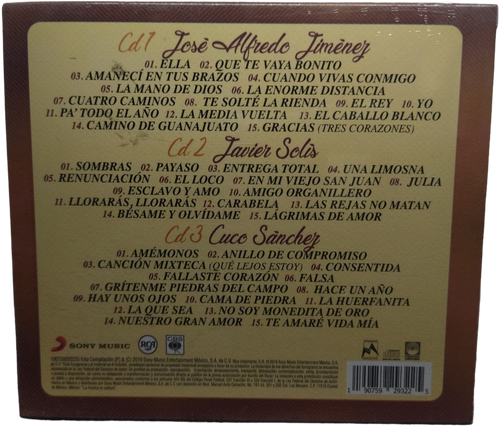 Cd 1 José Alfredo Jiménez
01. ELLA 02. QUE TE VAYA BONITO
03. AMANECÍ EN TUS BRAZOS 04. CUANDO VIVAS CONMIGO
05. LA MANO DE DIOS 06. LA ENORME DISTANCIA
07. CUATRO CAMINOS 08. TE SOLTÉ LA RIENDA 09. EL REY 10. YO
11. PA' TODO EL AÑO 12. LA MEDIA VUELTA 13. EL CABALLO BLANCO
14. CAMINO DE GUANAJUATO 15. GRACIAS (TRES CORAZONES)
Cd 2 Javier Solís
01. SOMBRAS 02. PAYASO 03. ENTREGA TOTAL 04. UNA LIMOSNA
05. RENUNCIACIÓN 06. EL LOCO 07. EN MI VIEJO SAN JUAN 08. JULIA
09. ESCLAVO Y AMO 10. AMIGO ORGANILLERO
11. LLORARÁS, LLORARÁS 12. CARABELA 13. LAS REJAS NO MATAN
14. BÉSAME Y OLVÍDAME 15. LÁGRIMAS DE AMOR
Cd 3 Cuco Sánchez
01. AMÉMONOS 02. ANILLO DE COMPROMISO
03. CANCIÓN MIXTECA (QUÉ LEJOS ESTOY) 04. CONSENTIDA
05. FALLASTE CORAZÓN 06. FALSA
07. GRÍTENME PIEDRAS DEL CAMPO 08. HACE UN AÑO
09. HAY UNOS OJOS 10. CAMA DE PIEDRA 11. LA HUERFANITA
12. LA QUE SEA 13. NO SOY MONEDITA DE ORO
14. NUESTRO GRAN AMOR 15. TE AMARÉ VIDA MÍA
SONY MUSIC RCA CBS
1 90759 29322 5